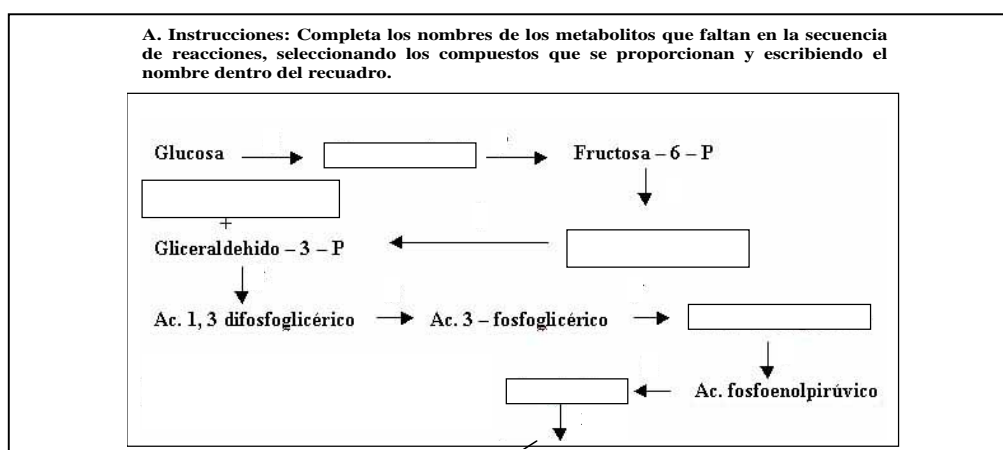 A. Instrucciones: Completa los nombres de los metabolitos que faltan en la secuencia
de reacciones, seleccionando los compuestos que se proporcionan y escribiendo el
nombre dentro del recuadro.
Glucosa
Fructosa – 6 – P
+
Gliceraldehido – 3 – P
Ac. 1, 3 difosfoglicérico
Ac. 3 – fosfoglicérico
Ac. fosfoenolpirúvico